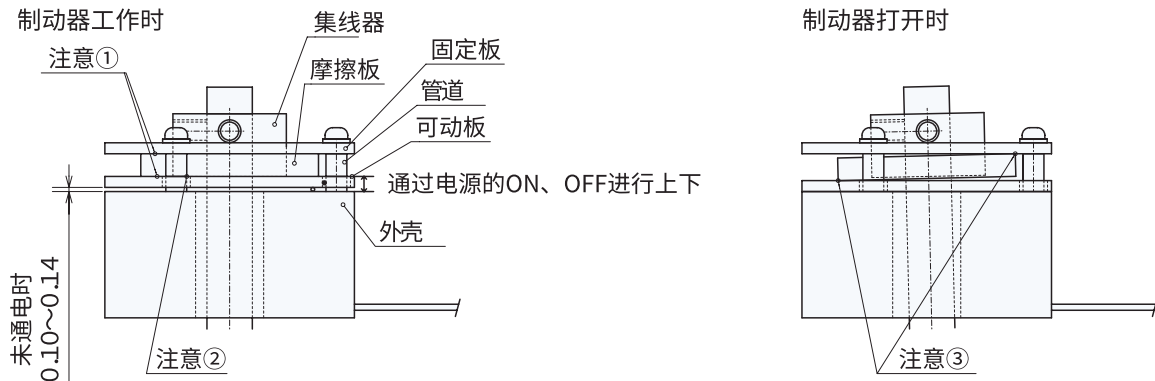 制动器工作时
集线器
注意①
摩擦板
固定板
管道
可动板
通过电源的ON、OFF进行上下
外壳
未通电时
0.10～0.14
注意②
制动器打开时
注意③